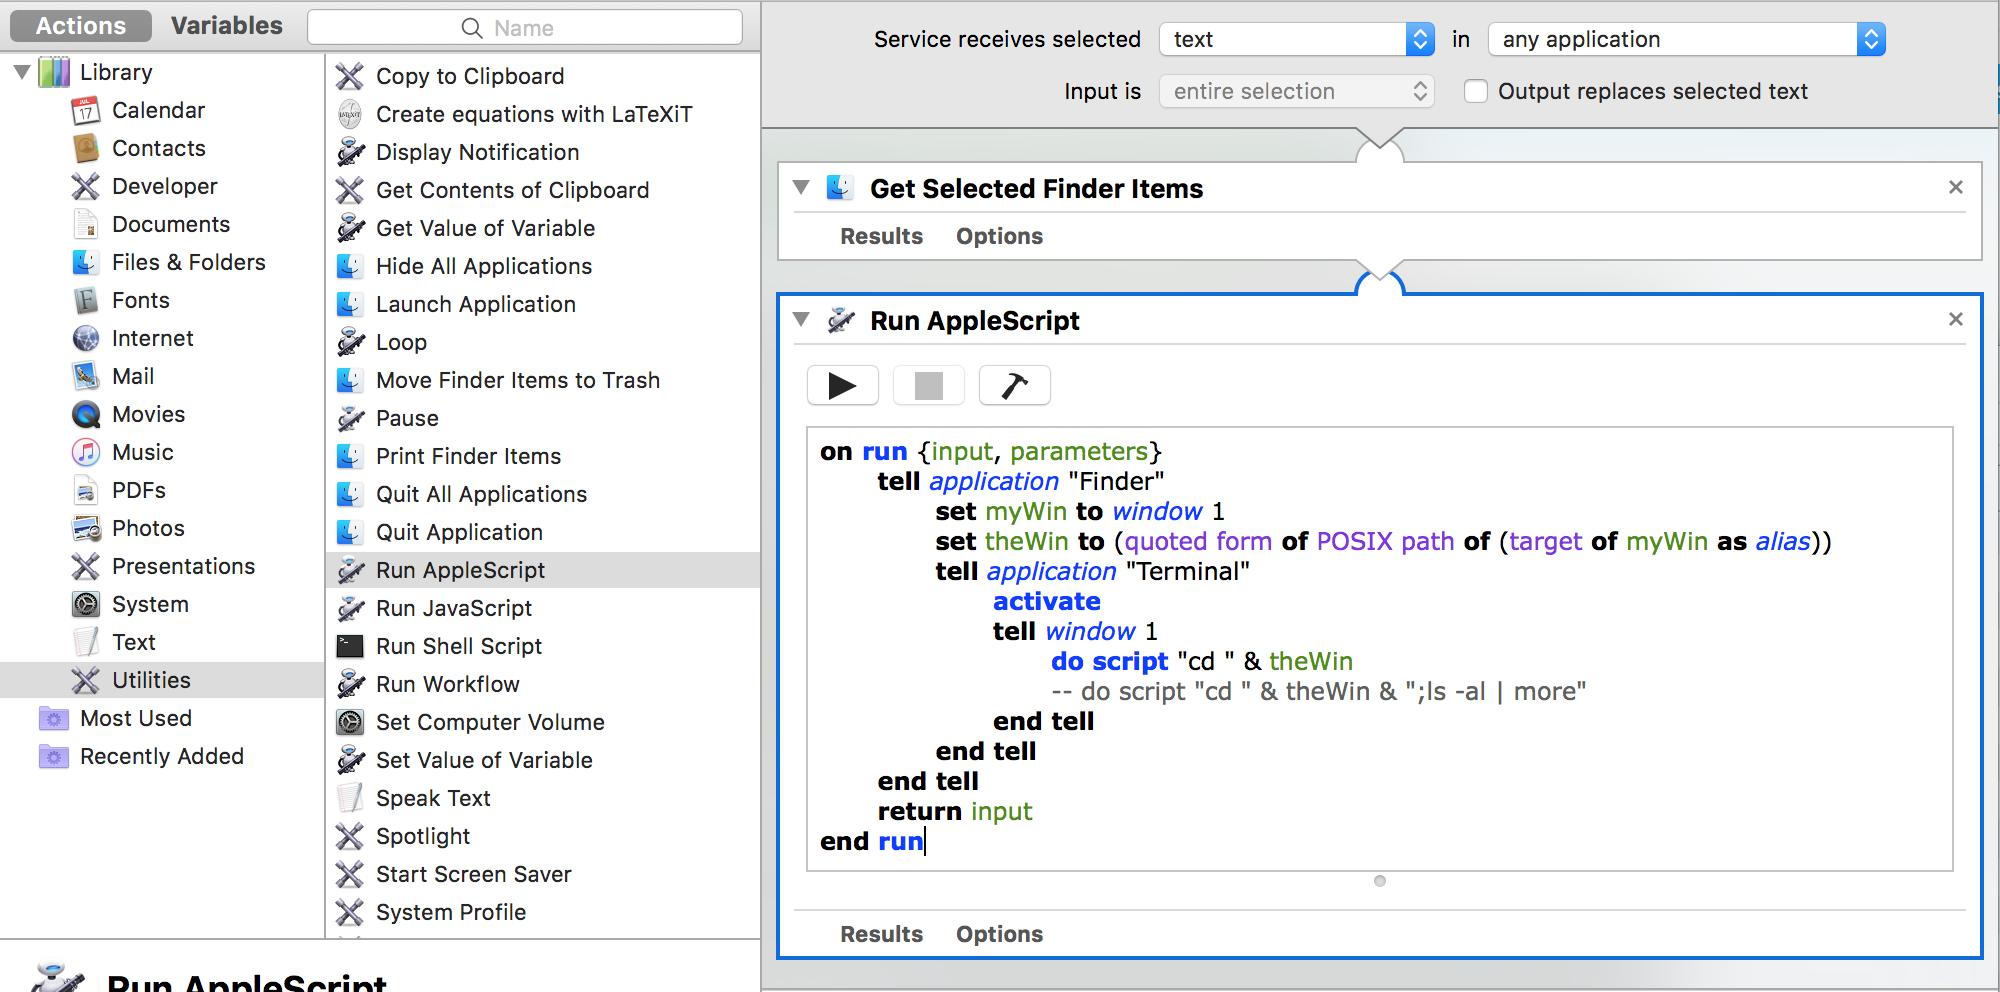 Actions Variables Name
Library
Calendar
Contacts
Developer
Documents
Files & Folders
Fonts
Internet
Mail
Movies
Music
PDFs
Photos
Presentations
System
Text
Utilities
Most Used
Recently Added
Copy to Clipboard
Create equations with LaTeXiT
Display Notification
Get Contents of Clipboard
Get Value of Variable
Hide All Applications
Launch Application
Loop
Move Finder Items to Trash
Pause
Print Finder Items
Quit All Applications
Quit Application
Run AppleScript
Run JavaScript
Run Shell Script
Run Workflow
Set Computer Volume
Set Value of Variable
Speak Text
Spotlight
Start Screen Saver
System Profile
Run AppleScript
Service receives selected text in any application
Input is entire selection Output replaces selected text
Get Selected Finder Items
Results Options
Run AppleScript
on run {input, parameters}
tell application "Finder"
set myWin to window 1
set theWin to (quoted form of POSIX path of (target of myWin as alias))
tell application "Terminal"
activate
tell window 1
do script "cd " & theWin
-- do script "cd " & theWin & ";ls -al | more"
end tell
end tell
end tell
return input
end run
Results Options